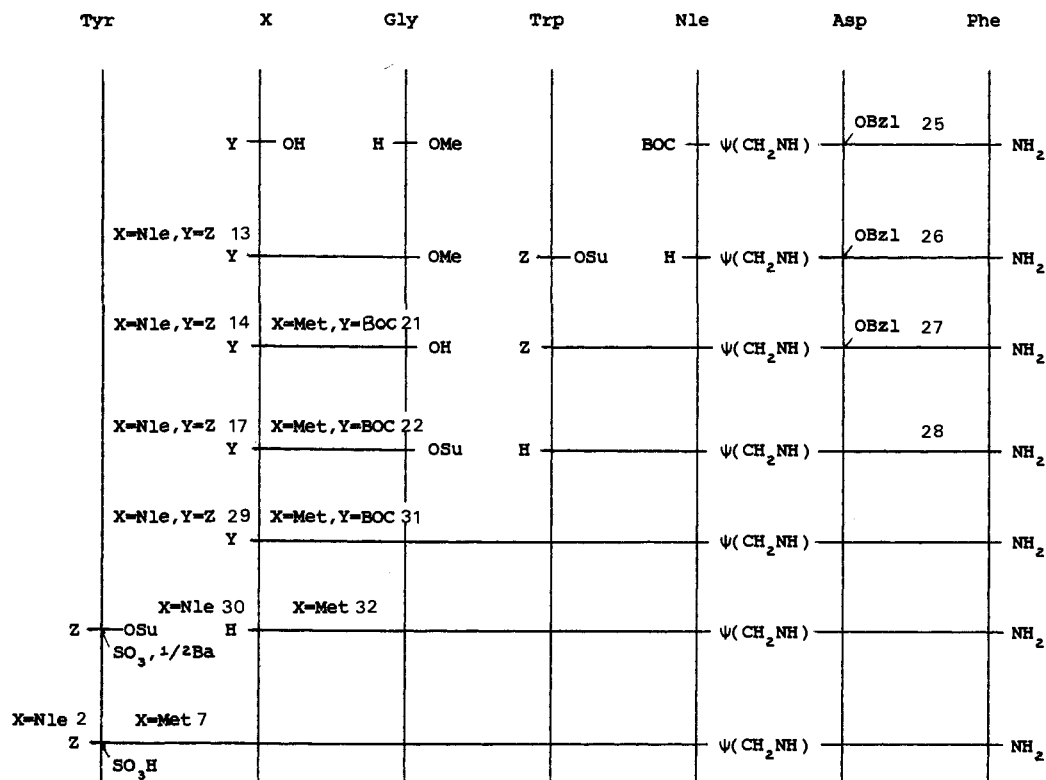 Tyr X Gly Trp Nle Asp Phe
OBzl 25
Y OH H OMe BOC ψ(CH₂NH) NH₂
X=Nle,Y=Z 13 OBzl 26
Y OMe Z OSu H ψ(CH₂NH) NH₂
X=Nle,Y=Z 14 X=Met,Y=BOC 21 OBzl 27
Y OH Z ψ(CH₂NH) NH₂
X=Nle,Y=Z 17 X=Met,Y=BOC 22 28
Y OSu H ψ(CH₂NH) NH₂
X=Nle,Y=Z 29 X=Met,Y=BOC 31
Y ψ(CH₂NH) NH₂
X=Nle 30 X=Met 32
Z OSu H ψ(CH₂NH) NH₂
SO₃,1/2Ba
X=Nle 2 X=Met 7
Z ψ(CH₂NH) NH₂
SO₃H